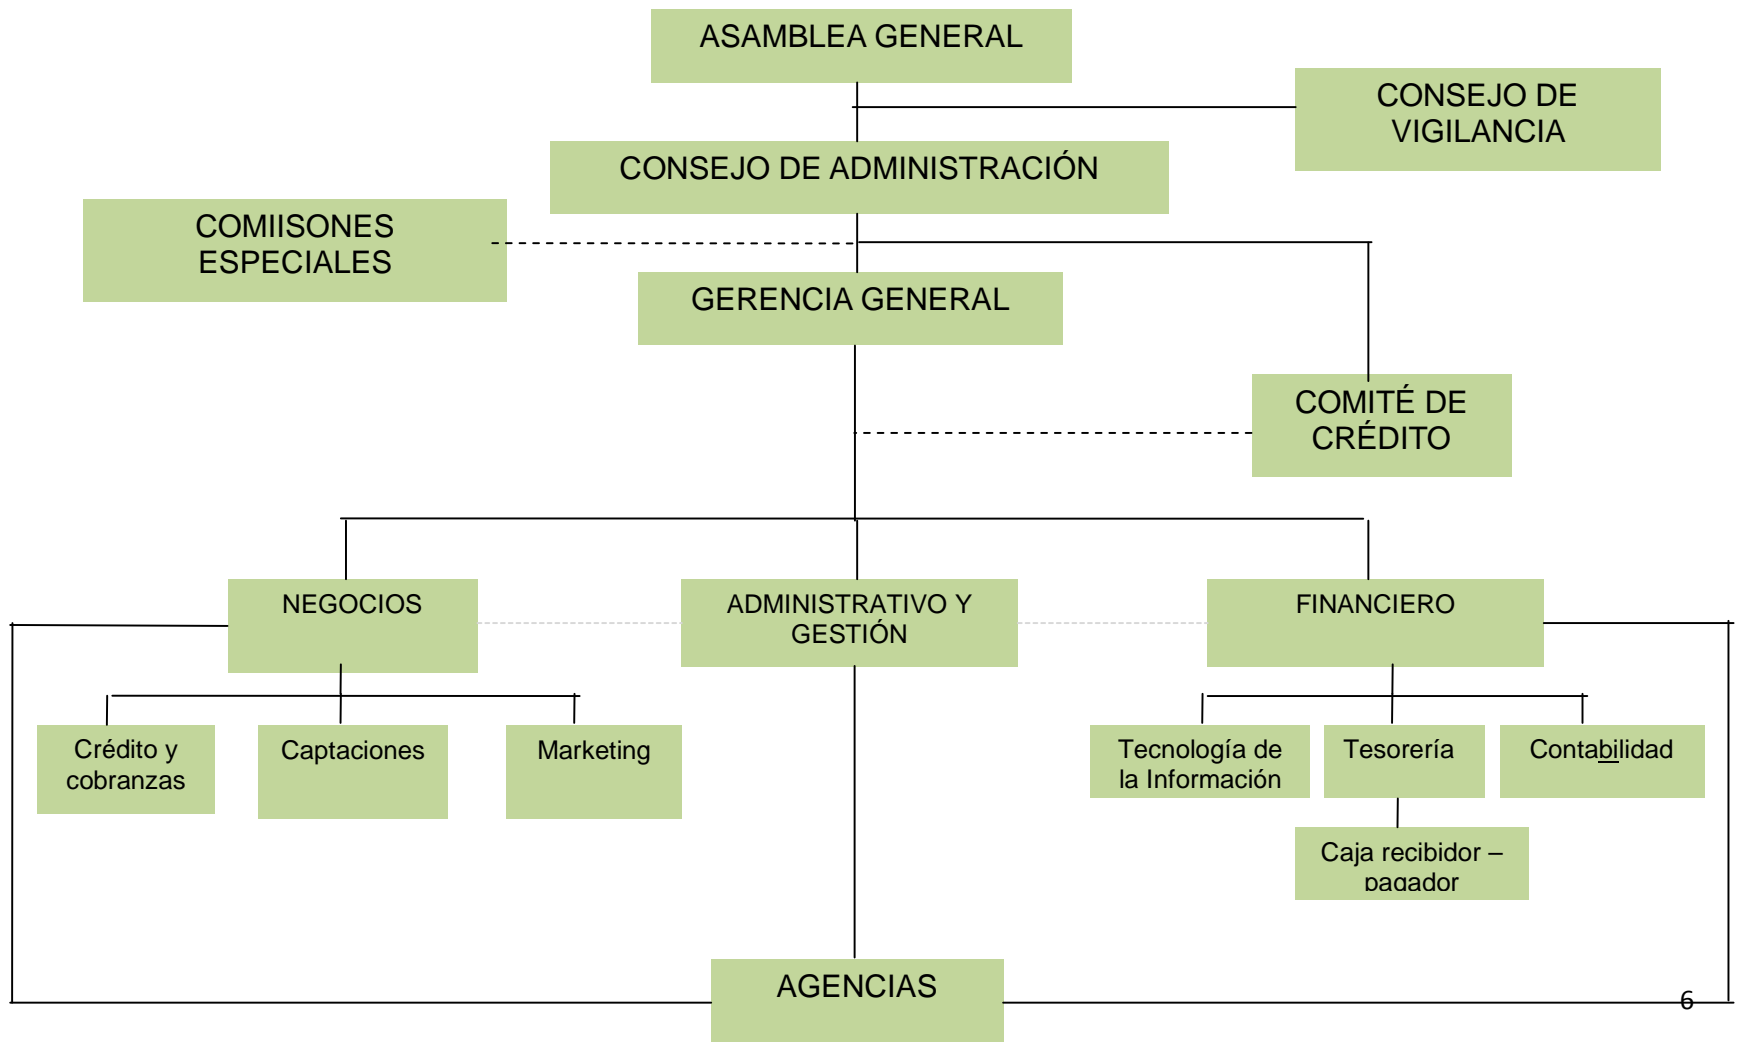 ASAMBLEA GENERAL
CONSEJO DE
VIGILANCIA
CONSEJO DE ADMINISTRACIÓN
COMIISONES
ESPECIALES
GERENCIA GENERAL
COMITÉ DE
CRÉDITO
NEGOCIOS
ADMINISTRATIVO Y
GESTIÓN
FINANCIERO
Crédito y
cobranzas
Captaciones
Marketing
Tecnología de
la Información
Tesorería
Contabilidad
Caja recibidor –
pagador
AGENCIAS
6